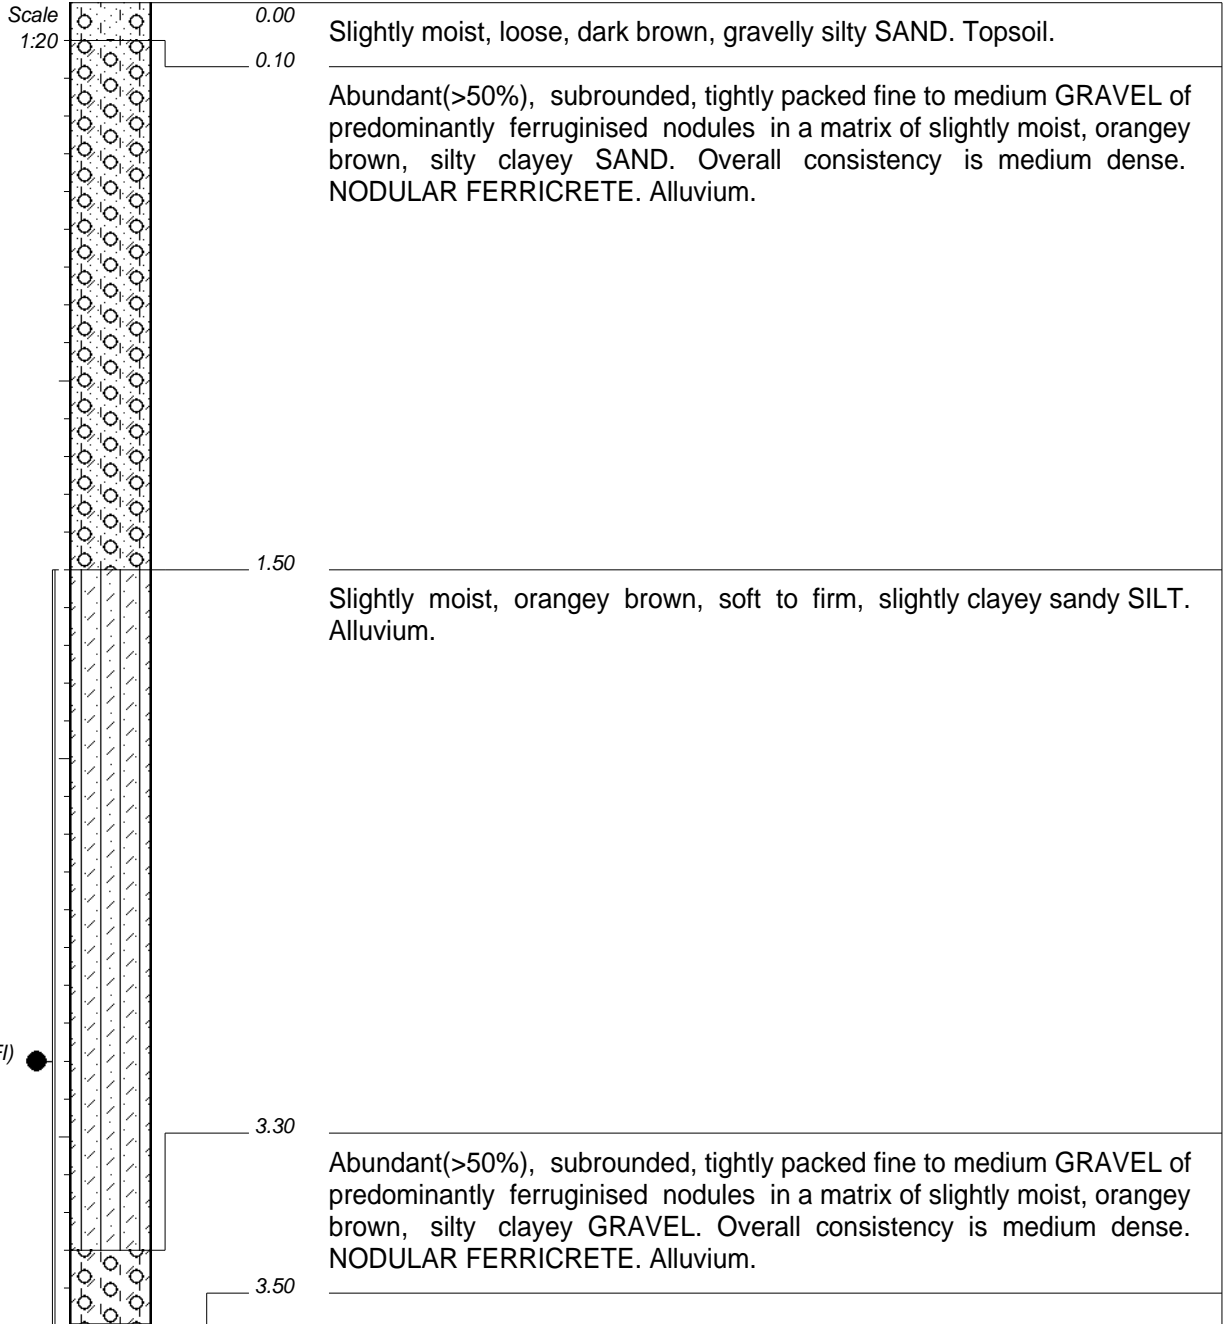 Scale
1:20
0.00
Slightly moist, loose, dark brown, gravelly silty SAND. Topsoil.
0.10
Abundant(>50%), subrounded, tightly packed fine to medium GRAVEL of
predominantly ferruginised nodules in a matrix of slightly moist, orangey
brown, silty clayey SAND. Overall consistency is medium dense.
NODULAR FERRICRETE. Alluvium.
1.50
Slightly moist, orangey brown, soft to firm, slightly clayey sandy SILT.
Alluvium.
3.30
Abundant(>50%), subrounded, tightly packed fine to medium GRAVEL of
predominantly ferruginised nodules in a matrix of slightly moist, orangey
brown, silty clayey GRAVEL. Overall consistency is medium dense.
NODULAR FERRICRETE. Alluvium.
3.50